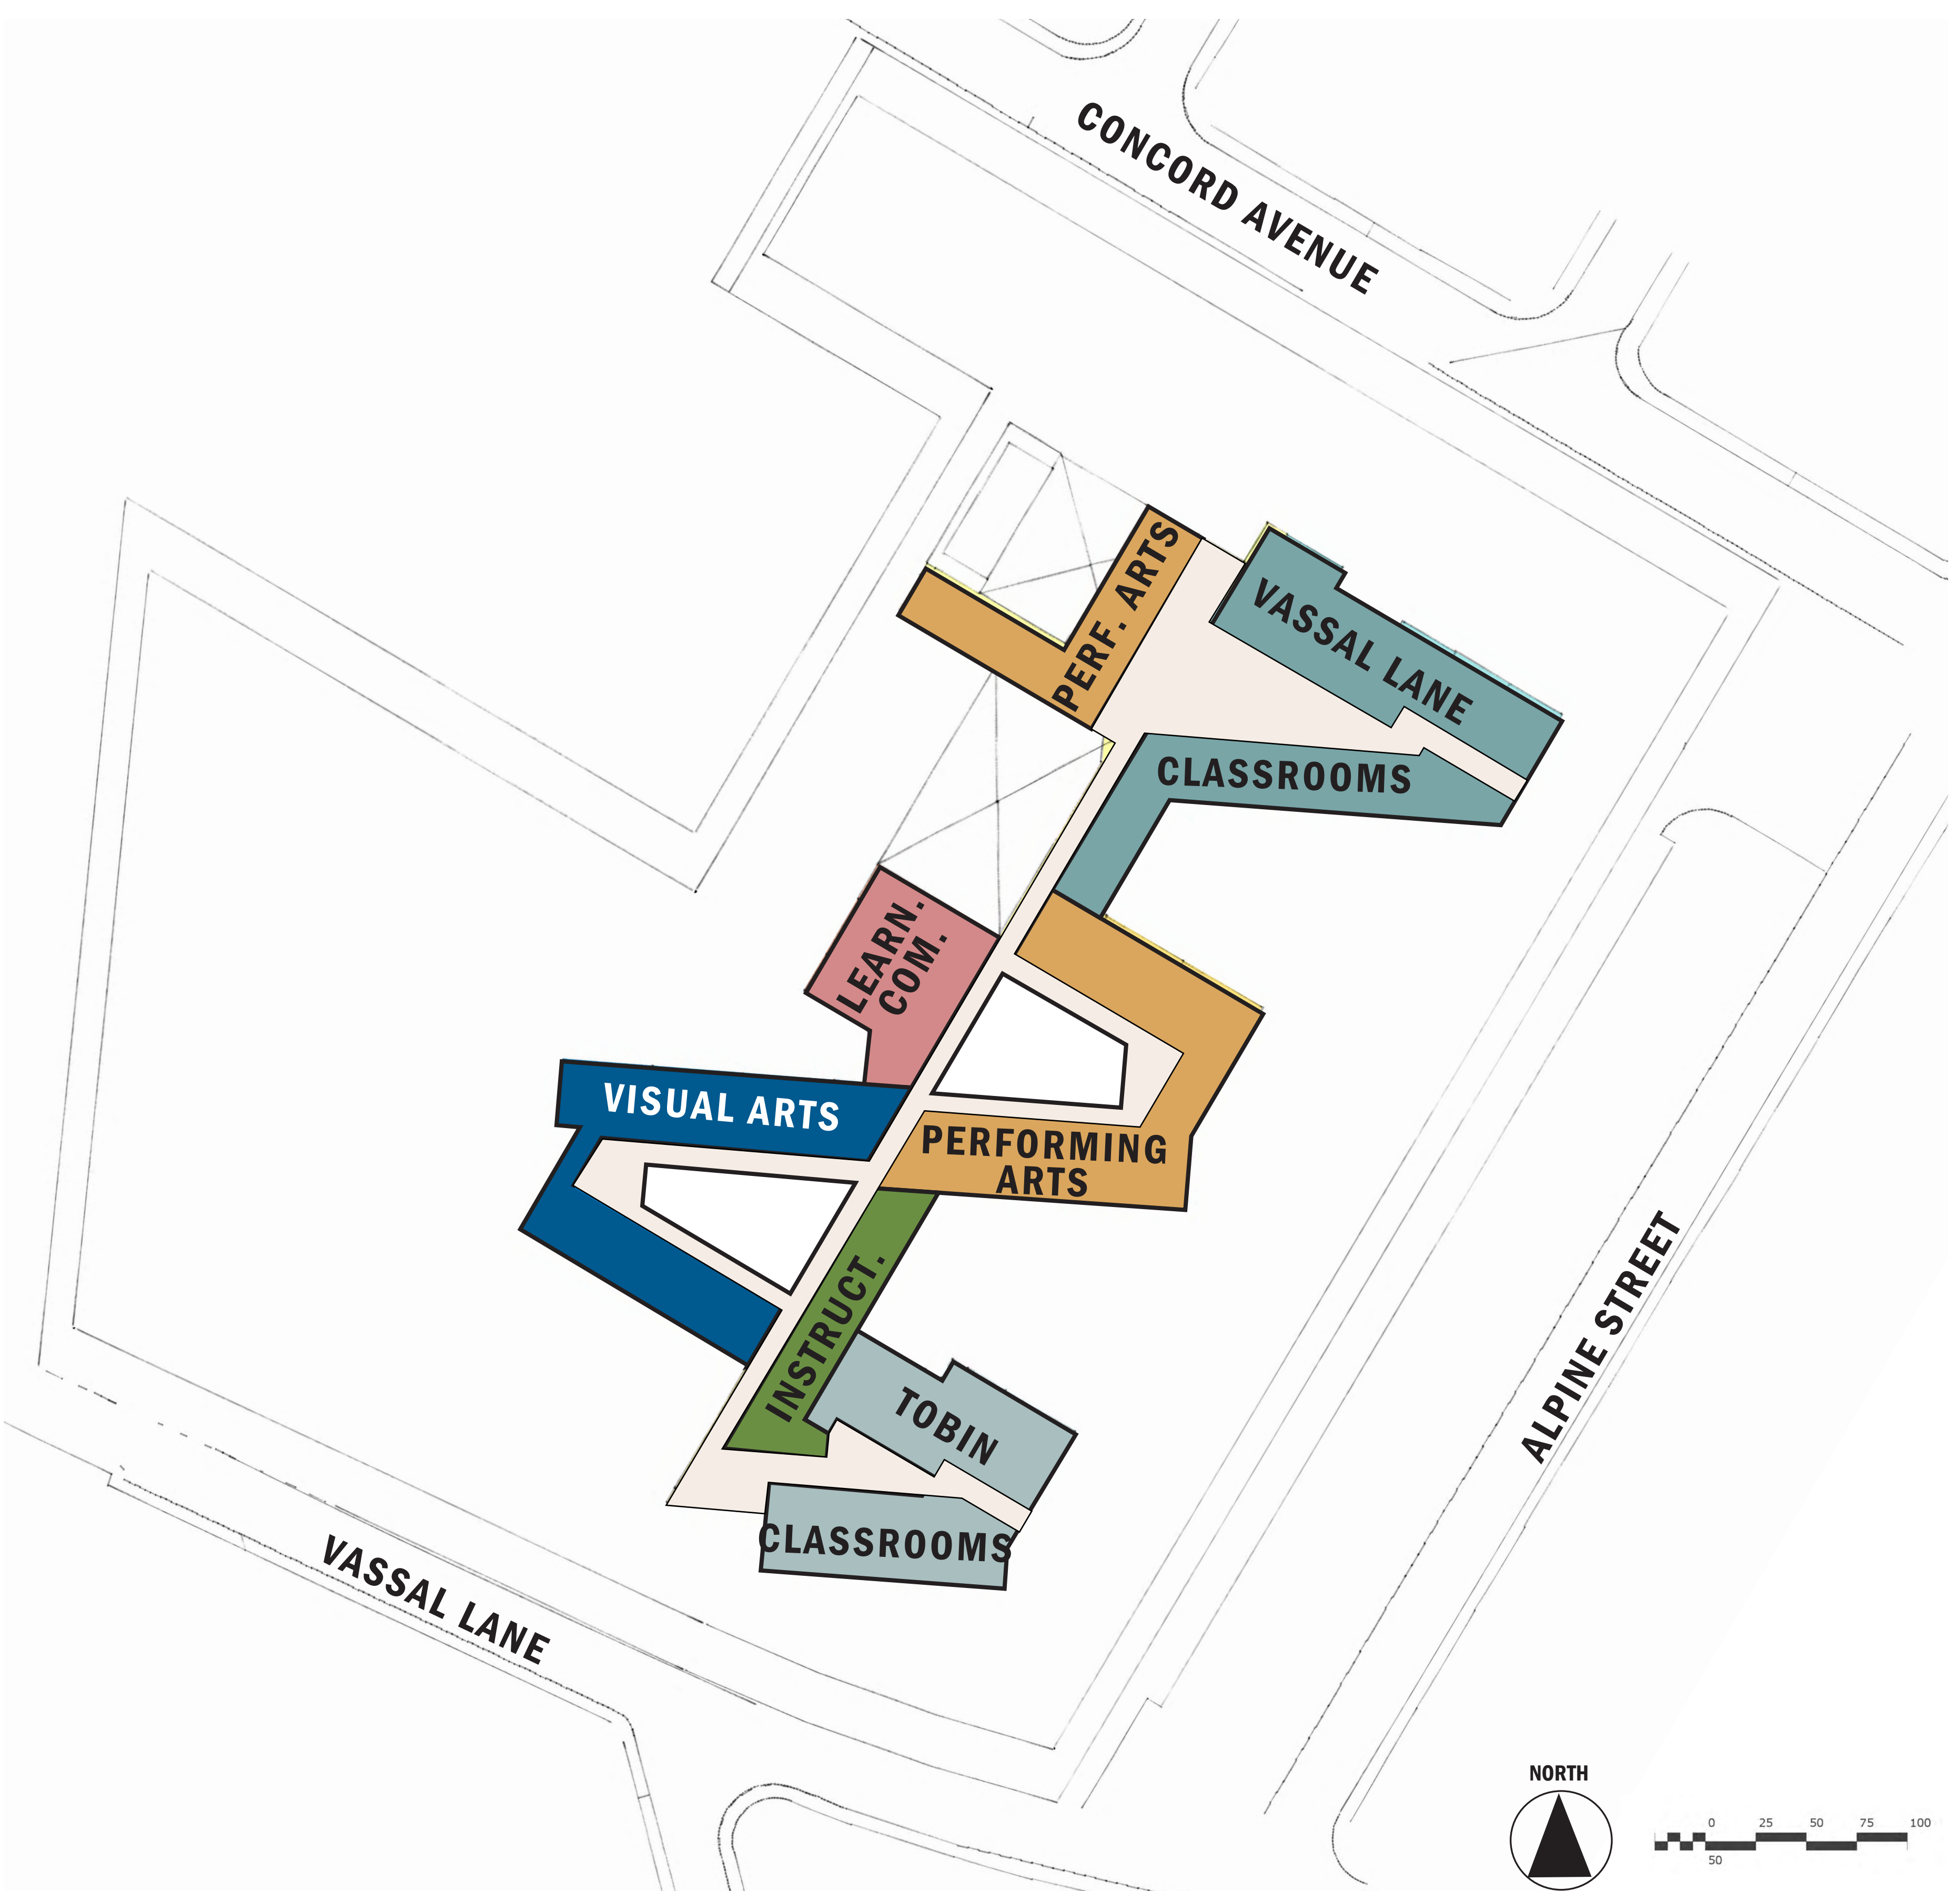 CONCORD AVENUE
PERF. ARTS
VASSAL LANE
CLASSROOMS
LEARN.
COM.
VISUAL ARTS
PERFORMING
ARTS
INSTRUCT.
TOBIN
CLASSROOMS
ALPINE STREET
VASSAL LANE
NORTH
0 25 50 75 100
50